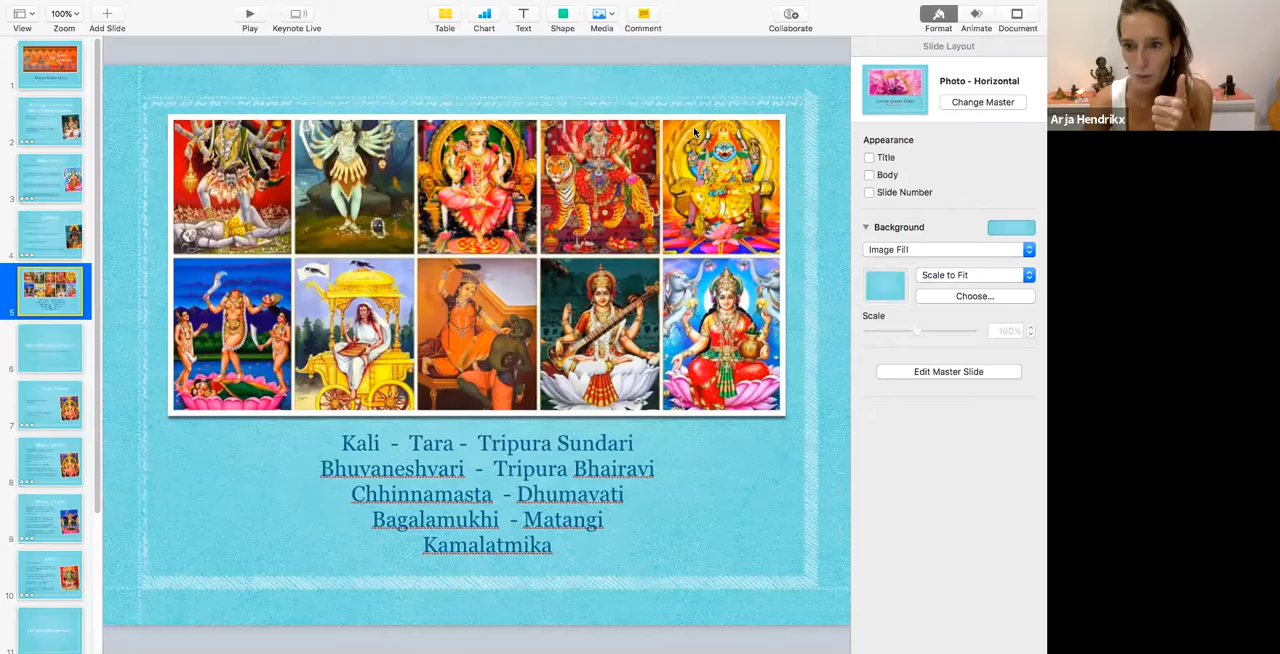 View
100%
Zoom
Add Slide
Play
Keynote Live
Table
Chart
Text
Shape
Media
Comment
Collaborate
Format
Animate
Document
Slide Layout
Photo - Horizontal
Change Master
Appearance
Title
Body
Slide Number
Background
Image Fill
Scale to Fit
Choose...
Scale
100%
Edit Master Slide
Arja Hendrikx
1
2
3
4
5
6
7
8
9
10
11
Kali - Tara - Tripura Sundari
Bhuvaneshvari - Tripura Bhairavi
Chhinnamasta - Dhumavati
Bagalamukhi - Matangi
Kamalatmika